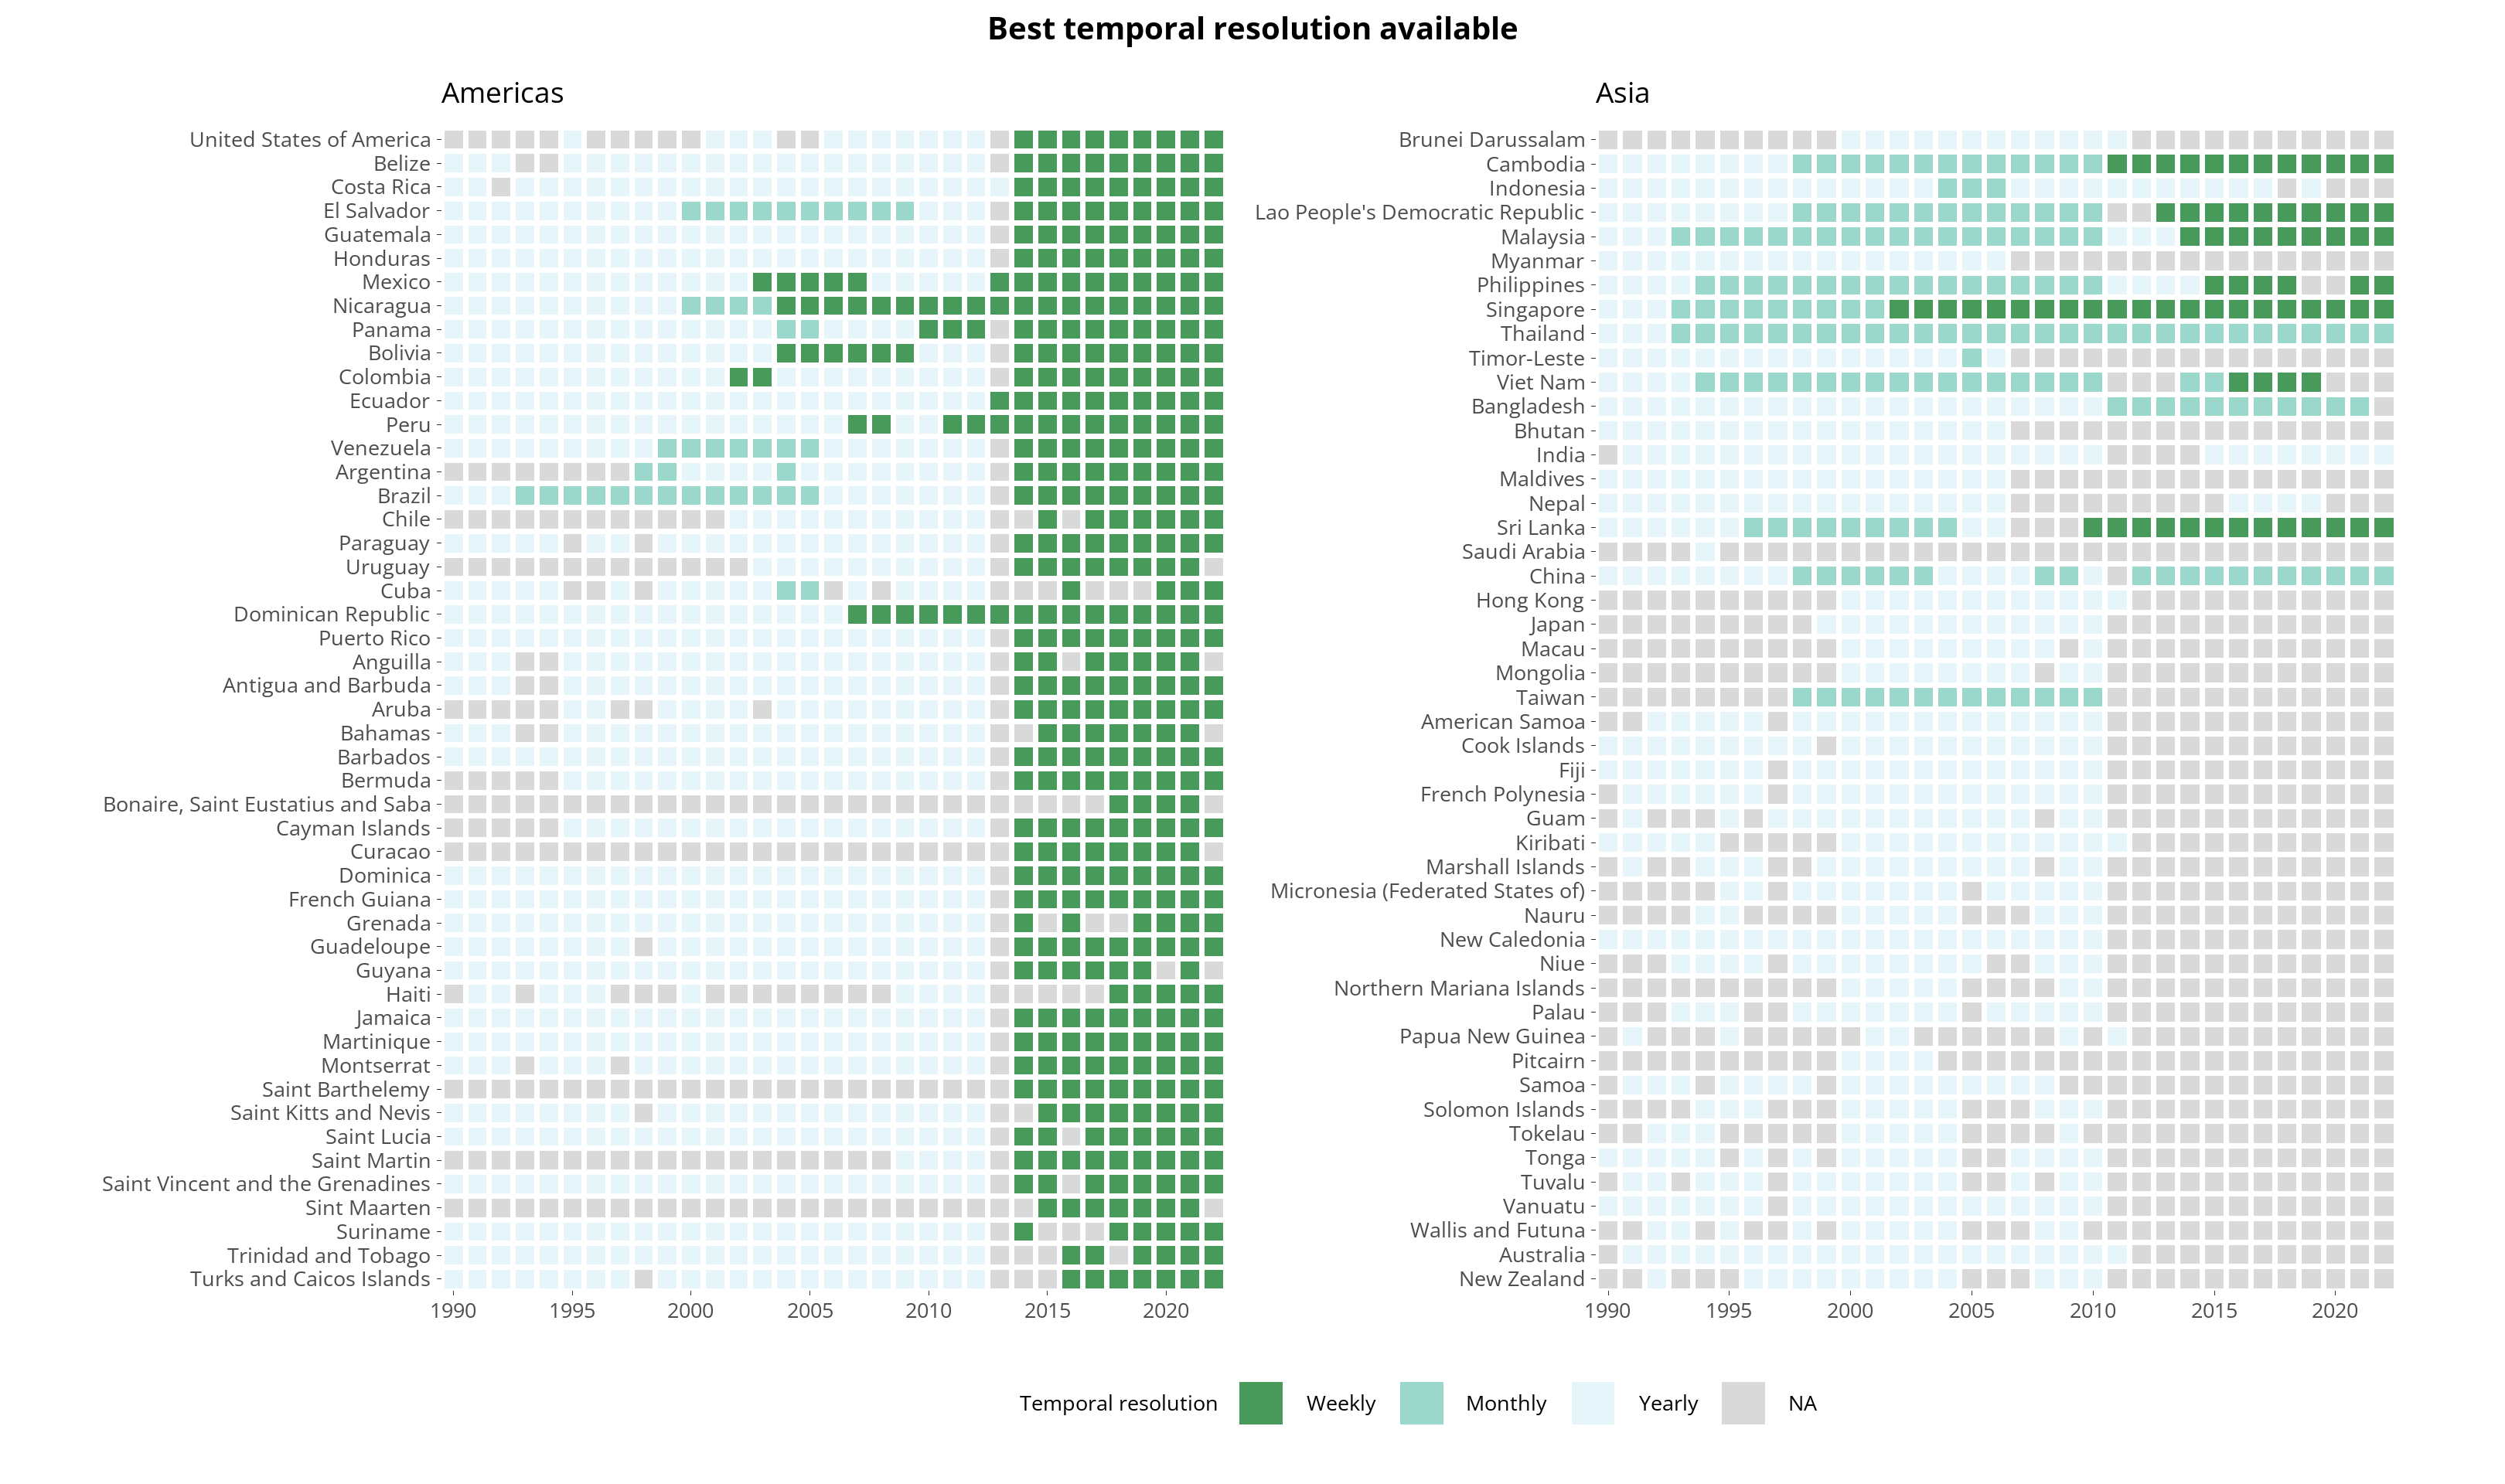 Best temporal resolution available
Americas
United States of America
Belize
Costa Rica
El Salvador
Guatemala
Honduras
Mexico
Nicaragua
Panama
Bolivia
Colombia
Ecuador
Peru
Venezuela
Argentina
Brazil
Chile
Paraguay
Uruguay
Cuba
Dominican Republic
Puerto Rico
Anguilla
Antigua and Barbuda
Aruba
Bahamas
Barbados
Bermuda
Bonaire, Saint Eustatius and Saba
Cayman Islands
Curacao
Dominica
French Guiana
Grenada
Guadeloupe
Guyana
Haiti
Jamaica
Martinique
Montserrat
Saint Barthelemy
Saint Kitts and Nevis
Saint Lucia
Saint Martin
Saint Vincent and the Grenadines
Sint Maarten
Suriname
Trinidad and Tobago
Turks and Caicos Islands
1990 1995 2000 2005 2010 2015 2020
Asia
Brunei Darussalam
Cambodia
Indonesia
Lao People's Democratic Republic
Malaysia
Myanmar
Philippines
Singapore
Thailand
Timor-Leste
Viet Nam
Bangladesh
Bhutan
India
Maldives
Nepal
Sri Lanka
Saudi Arabia
China
Hong Kong
Japan
Macau
Mongolia
Taiwan
American Samoa
Cook Islands
Fiji
French Polynesia
Guam
Kiribati
Marshall Islands
Micronesia (Federated States of)
Nauru
New Caledonia
Niue
Northern Mariana Islands
Palau
Papua New Guinea
Pitcairn
Samoa
Solomon Islands
Tokelau
Tonga
Tuvalu
Vanuatu
Wallis and Futuna
Australia
New Zealand
1990 1995 2000 2005 2010 2015 2020
Temporal resolution Weekly Monthly Yearly NA